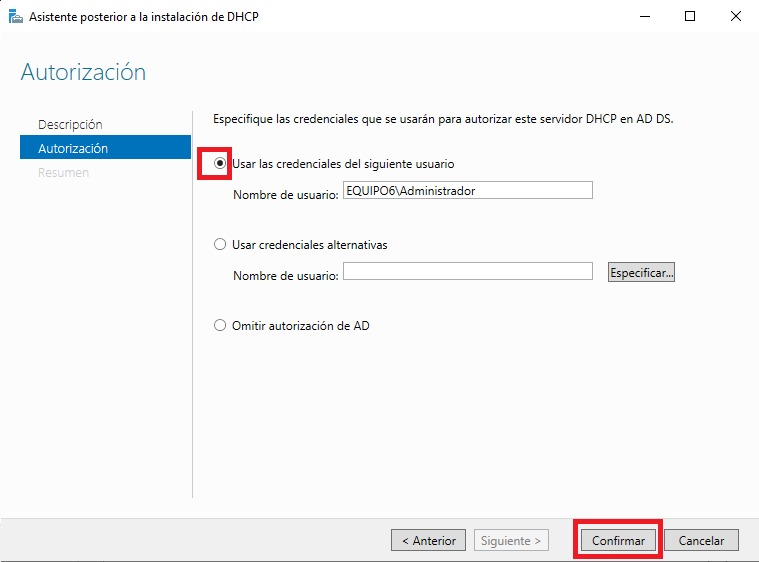 Asistente posterior a la instalación de DHCP
Autorización
Descripción
Autorización
Resumen
Especifique las credenciales que se usarán para autorizar este servidor DHCP en AD DS.
Usar las credenciales del siguiente usuario
Nombre de usuario: EQUIPO6\Administrador
Usar credenciales alternativas
Nombre de usuario: Especificar...
Omitir autorización de AD
< Anterior Siguiente > Confirmar Cancelar